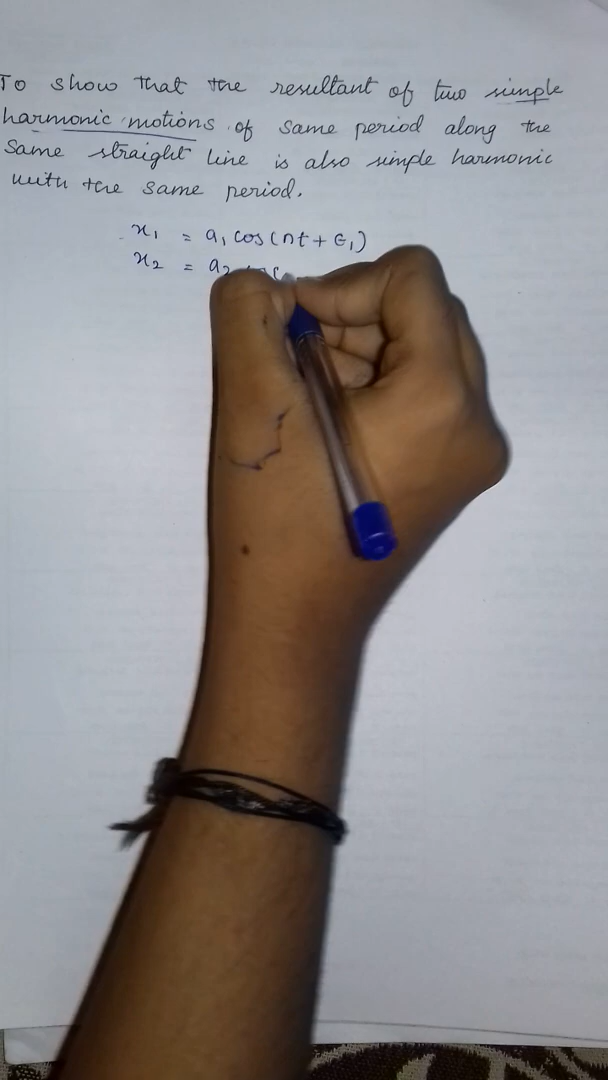 To show that the resultant of two simple
harmonic motions of same period along the
same straight line is also simple harmonic
with the same period.
x₁ = a₁ cos(nt + ϵ₁)
x₂ = a₂ cos(